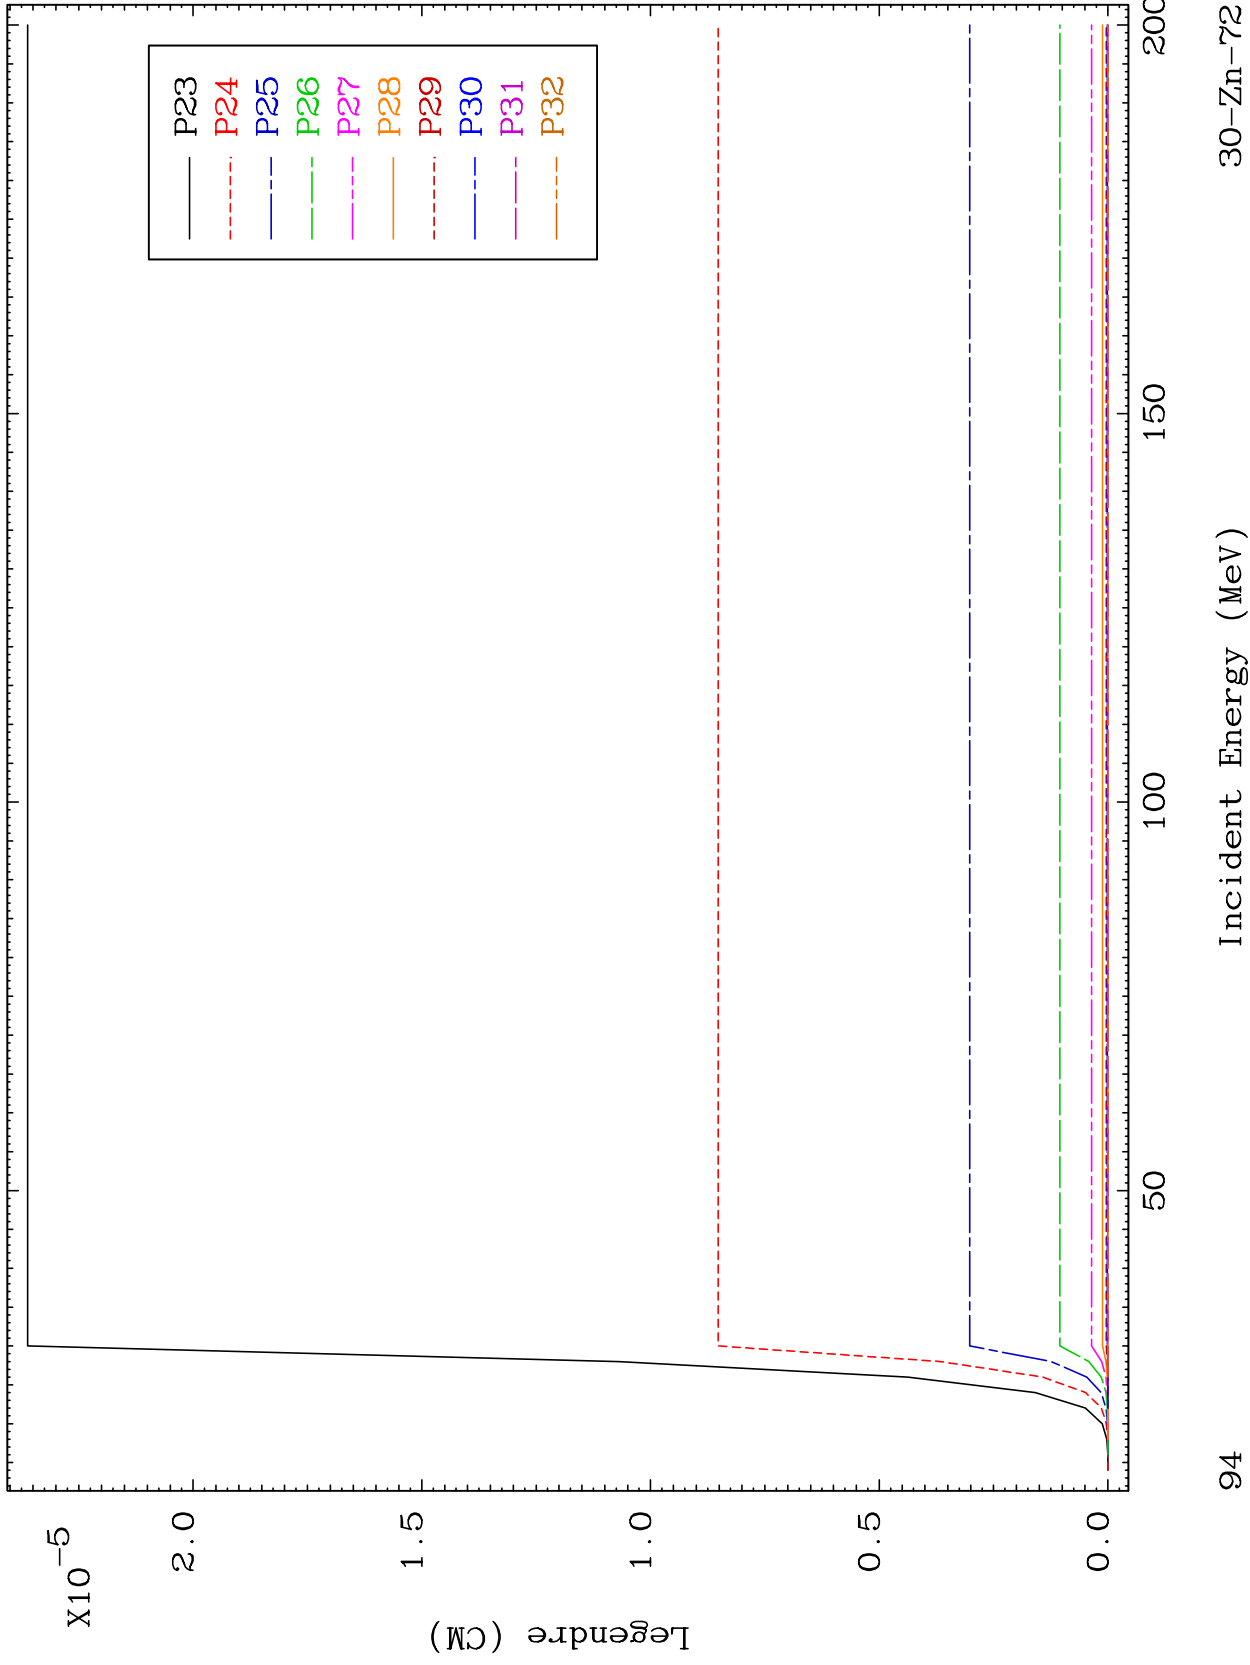 X10-5
2.0
1.5
1.0
0.5
0.0
Legendre (CM)
P23
P24
P25
P26
P27
P28
P29
P30
P31
P32
50
100
150
200
Incident Energy (MeV)
94
30-Zn-72